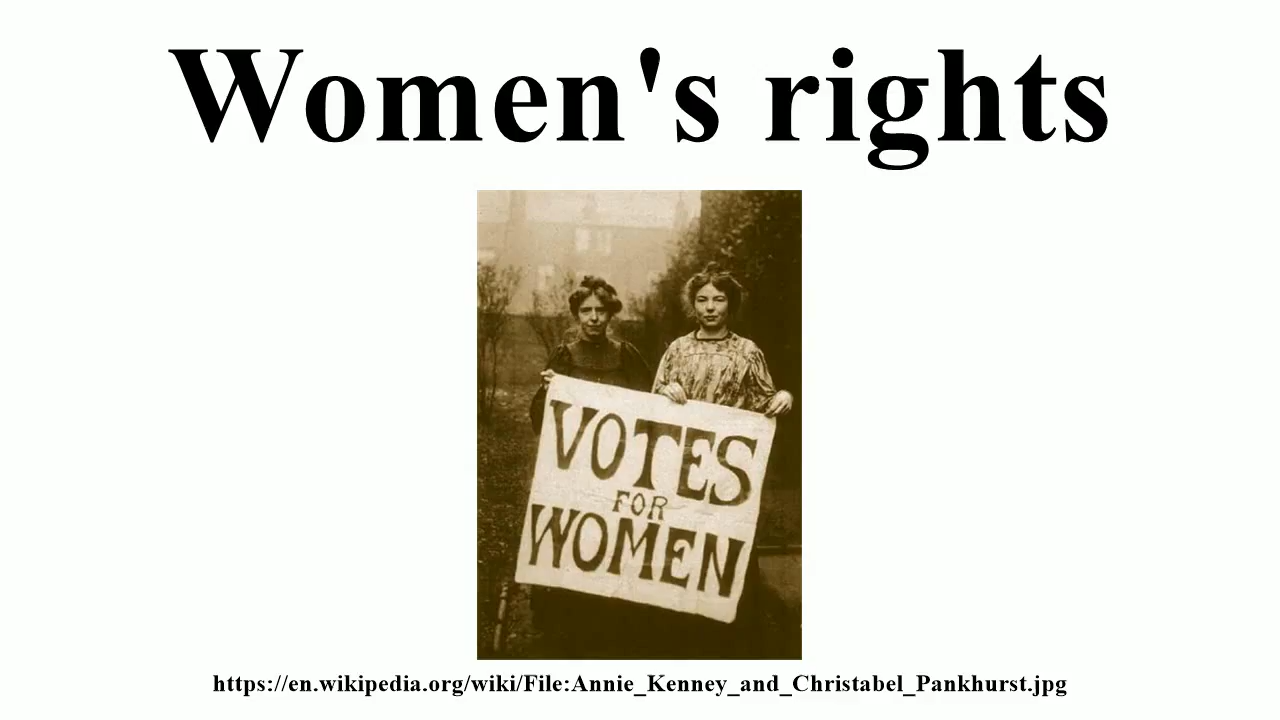 Women's rights
VOTES
FOR
WOMEN
https://en.wikipedia.org/wiki/File:Annie_Kenney_and_Christabel_Pankhurst.jpg